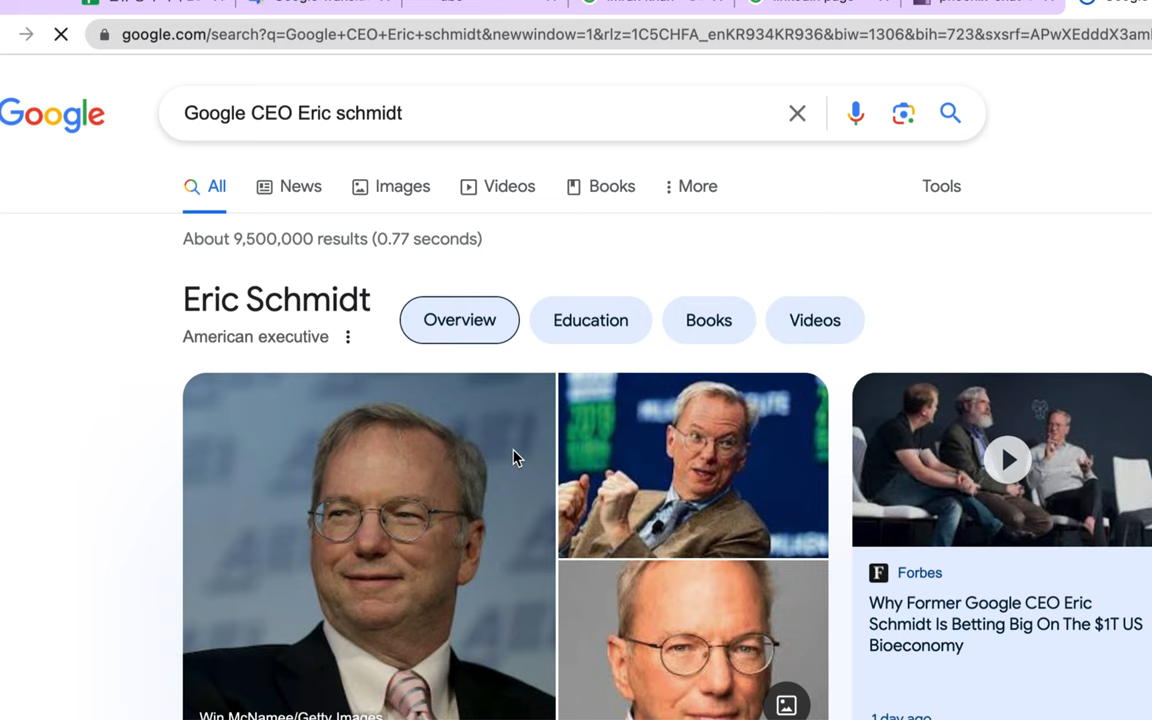 google.com/search?q=Google+CEO+Eric+schmidt&newwindow=1&rlz=1C5CHFA_enKR934KR936&biw=1306&bih=723&sxsrf=APwXEdddX3aml
Google
Google CEO Eric schmidt
All
News
Images
Videos
Books
More
Tools
About 9,500,000 results (0.77 seconds)
Eric Schmidt
American executive
Overview
Education
Books
Videos
Win McNamee/Getty Images
F Forbes
Why Former Google CEO Eric
Schmidt Is Betting Big On The $1T US
Bioeconomy
1 day ago